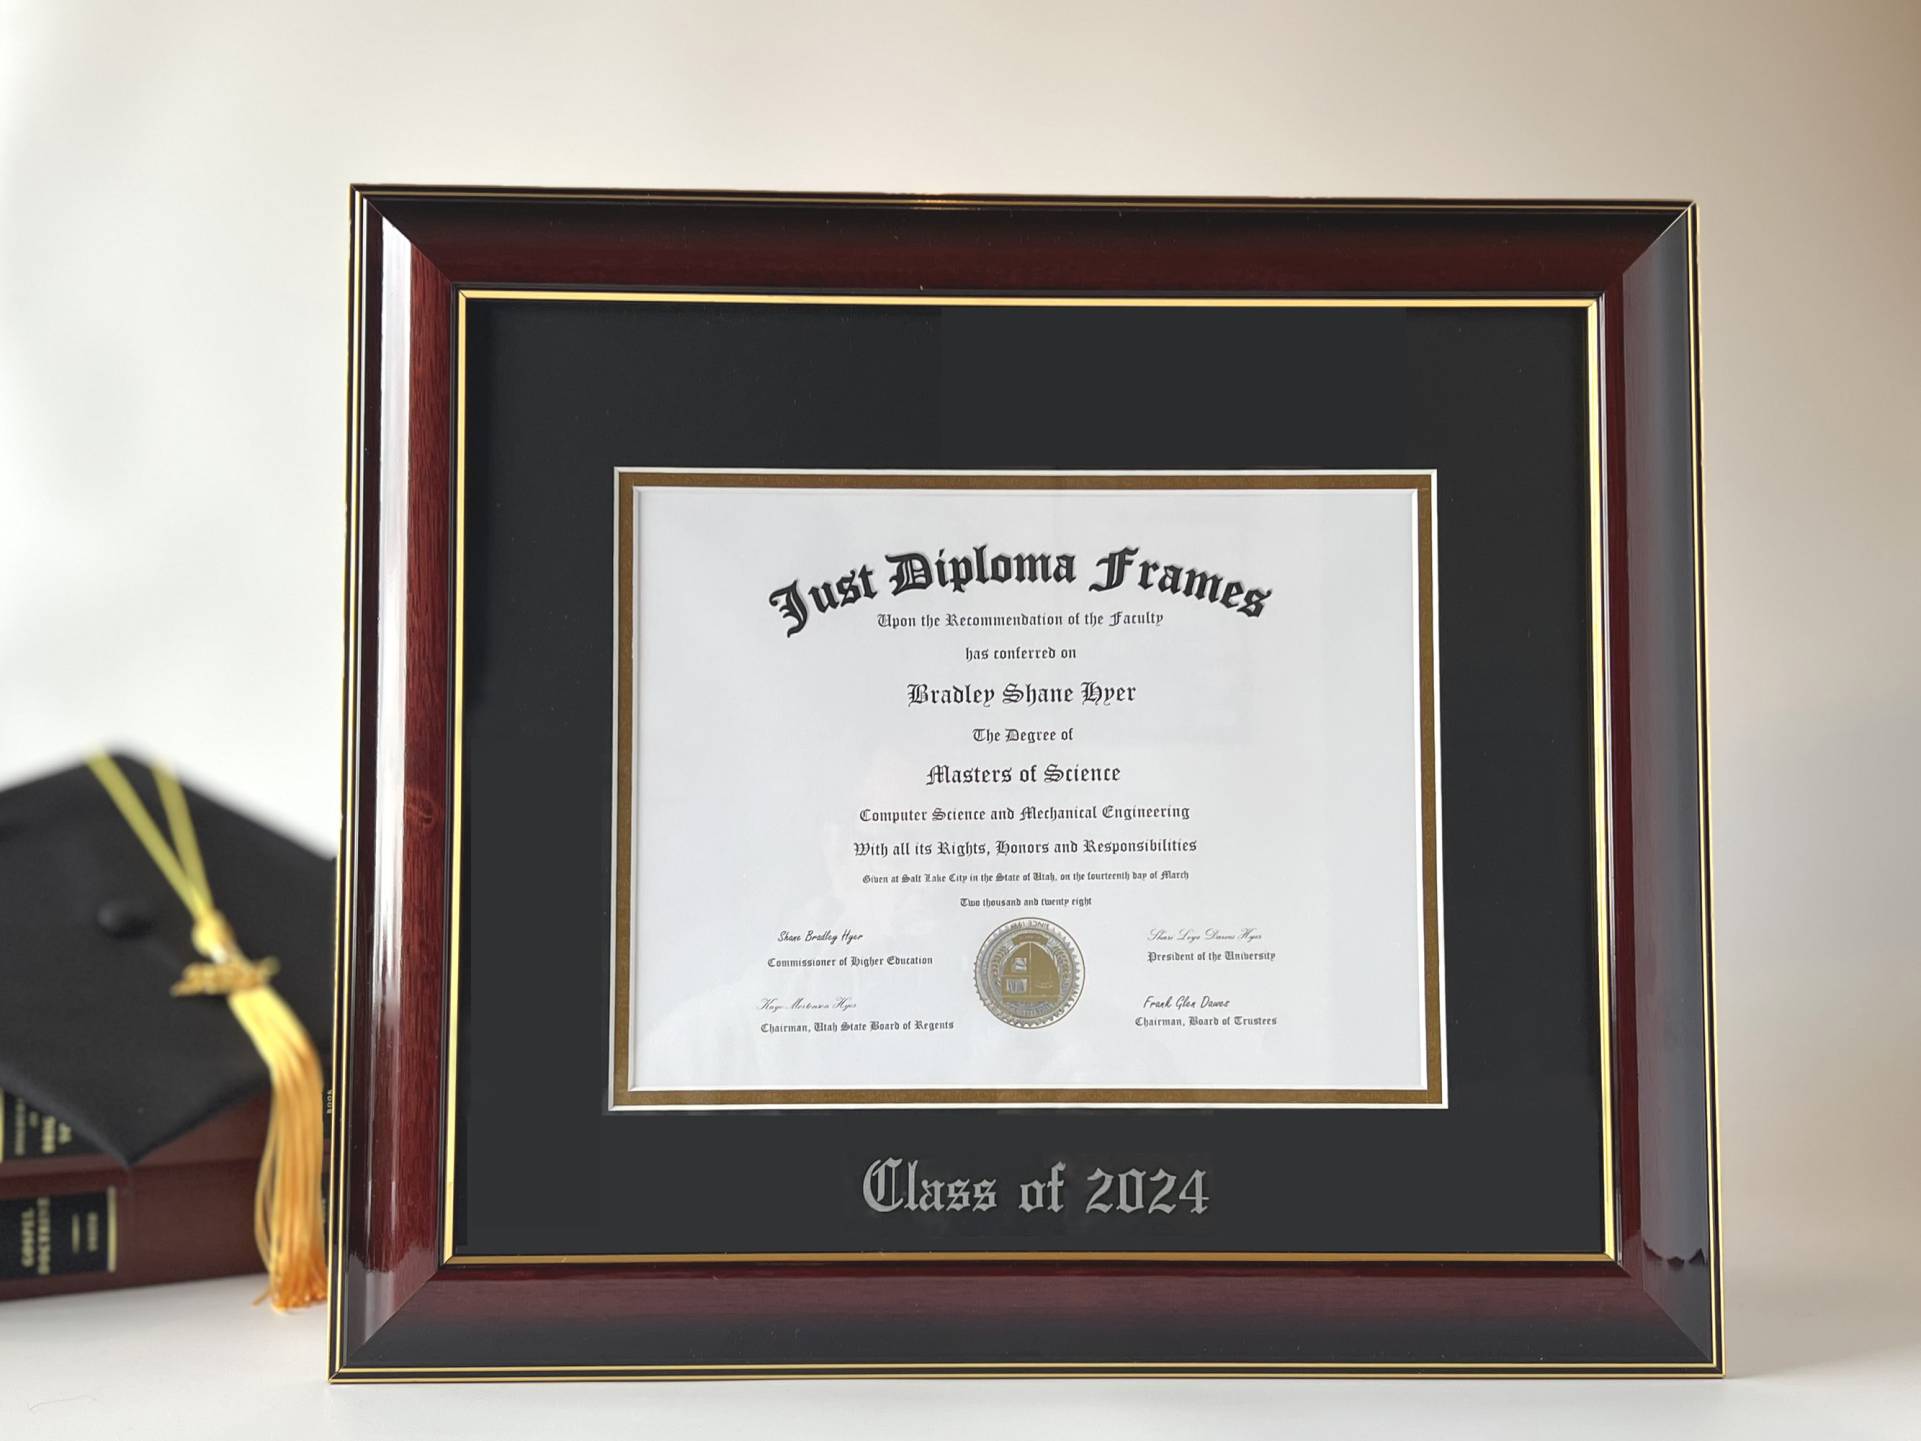 Just Diploma Frames
Upon the Recommendation of the Faculty
has conferred on
Bradley Shane Hyer
The Degree of
Masters of Science
Computer Science and Mechanical Engineering
With all its Rights, Honors and Responsibilities
Given at Salt Lake City in the State of Utah, on the fourteenth day of March
Two thousand and twenty eight
Shane Bradley Hyer
Commissioner of Higher Education
President of the University
Hyer
Chairman, Utah State Board of Regents
Frank Glen Dawes
Chairman, Board of Trustees
Class of 2024
GOSPEL
DOCTRINE